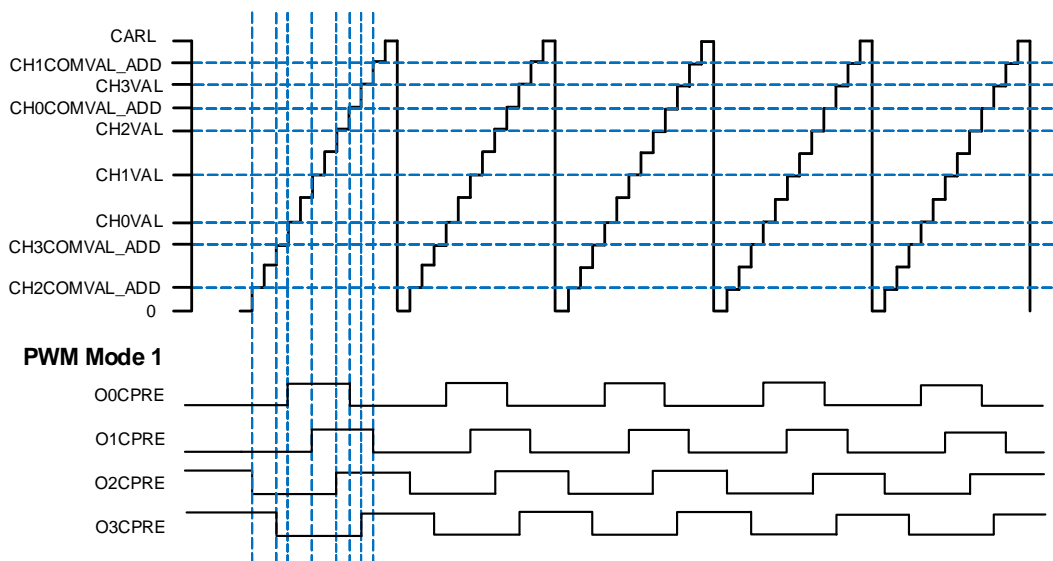 CARL
CH1COMVAL_ADD
CH3VAL
CH0COMVAL_ADD
CH2VAL
CH1VAL
CH0VAL
CH3COMVAL_ADD
CH2COMVAL_ADD
0
PWM Mode 1
O0CPRE
O1CPRE
O2CPRE
O3CPRE